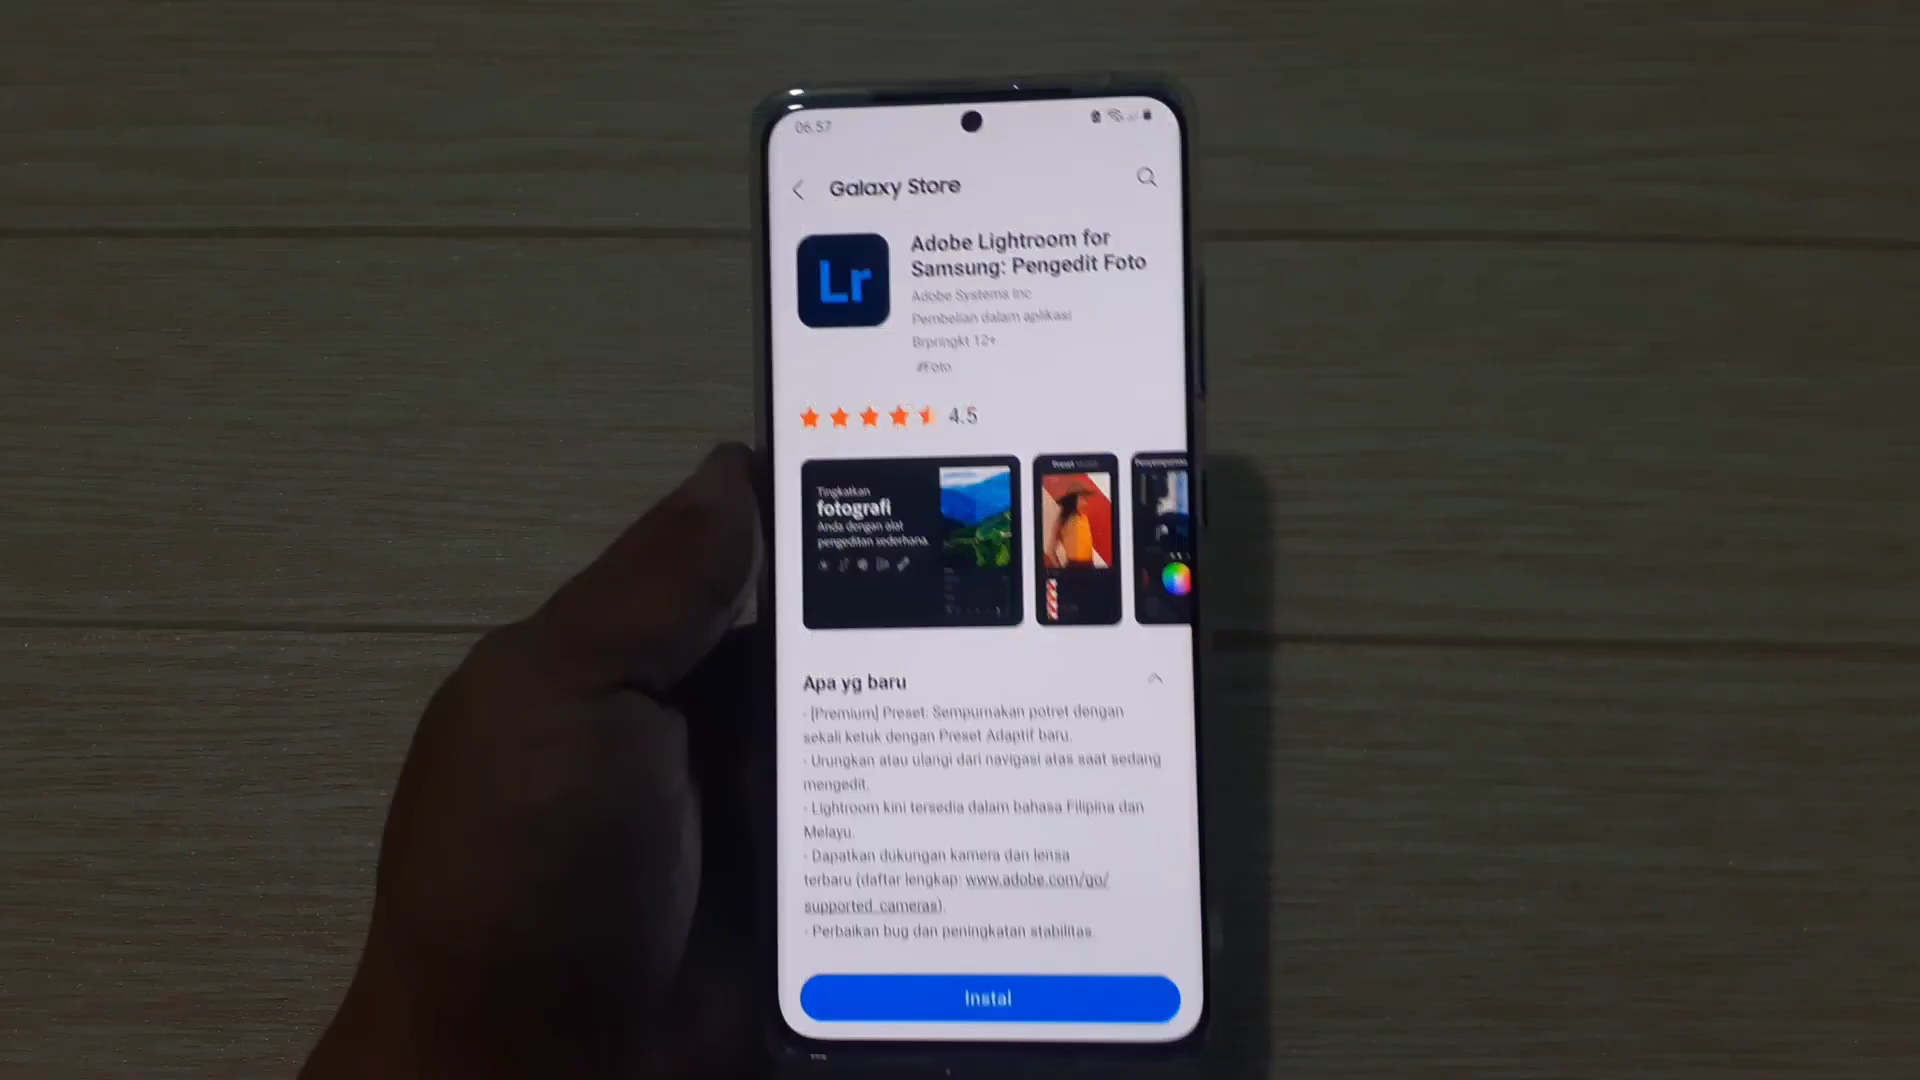 06.57
Galaxy Store
Lr
Adobe Lightroom for
Samsung: Pengedit Foto
Adobe Systems Inc
Pembelian dalam aplikasi
Brpringkt 12+
#Foto
4.5
Tingkatkan
fotografi
Anda dengan alat
pengeditan sederhana.
Preset
Apa yg baru
- [Premium] Preset: Sempurnakan potret dengan
sekali ketuk dengan Preset Adaptif baru.
- Urungkan atau ulangi dari navigasi atas saat sedang
mengedit.
- Lightroom kini tersedia dalam bahasa Filipina dan
Melayu.
- Dapatkan dukungan kamera dan lensa
terbaru (daftar lengkap: www.adobe.com/go/
supported_cameras).
- Perbaikan bug dan peningkatan stabilitas.
Instal